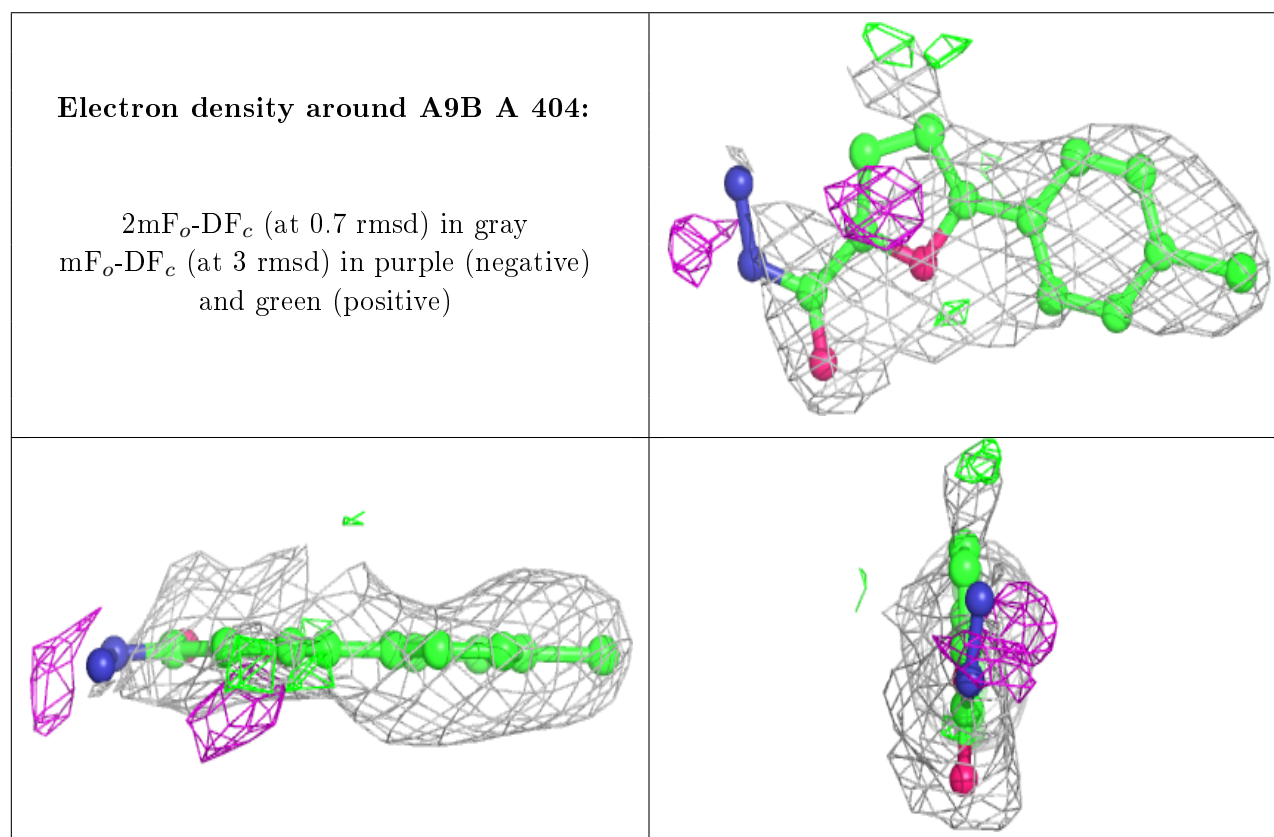 Electron density around A9B A 404:
2mFo-DFc (at 0.7 rmsd) in gray
mFo-DFc (at 3 rmsd) in purple (negative)
and green (positive)